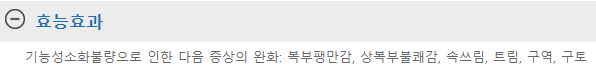 효능효과
기능성소화불량으로 인한 다음 증상의 완화: 복부팽만감, 상복부불쾌감, 속쓰림, 트림, 구역, 구토